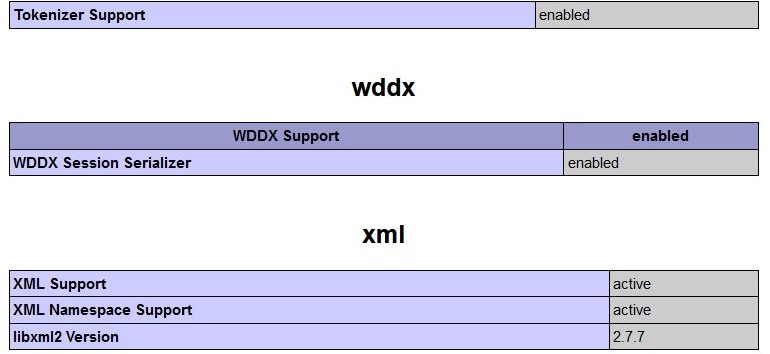 Tokenizer Support enabled
wddx
WDDX Support enabled
WDDX Session Serializer enabled
xml
XML Support active
XML Namespace Support active
libxml2 Version 2.7.7